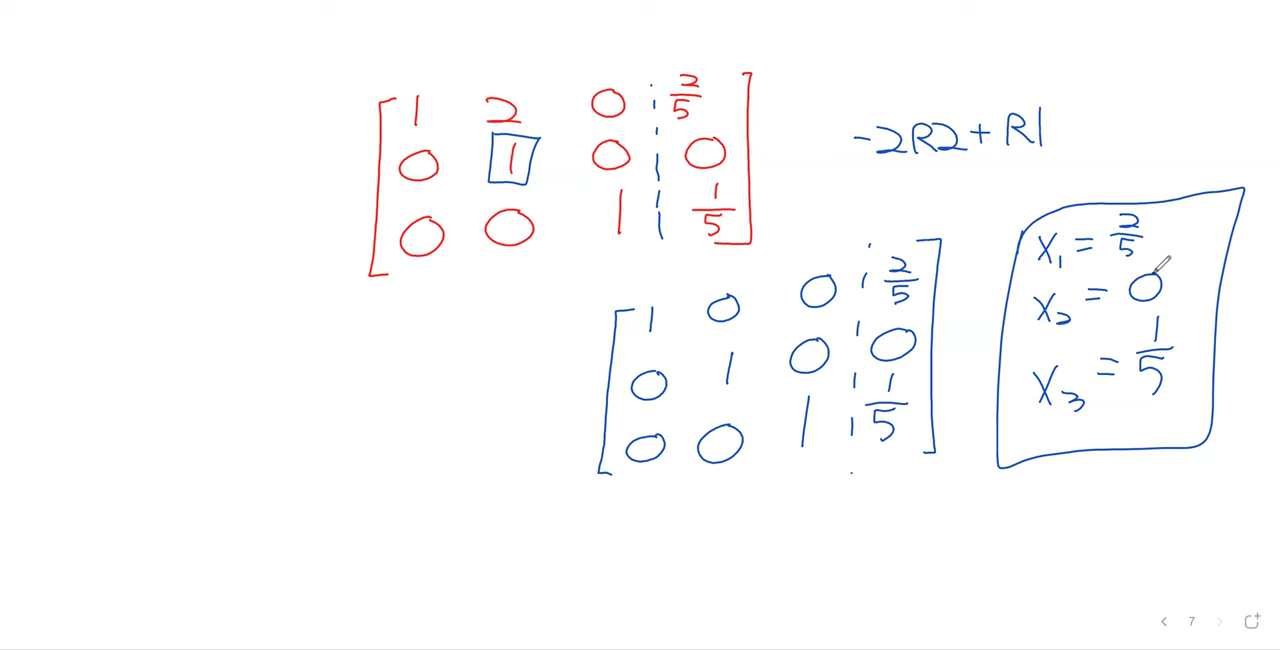 1 2 0 ¦ 2/5
0 1 0 ¦ 0
0 0 1 ¦ 1/5
-2R2 + R1
1 0 0 ¦ 2/5
0 1 0 ¦ 0
0 0 1 ¦ 1/5
x₁ = 2/5
x₂ = 0
x₃ = 1/5
7